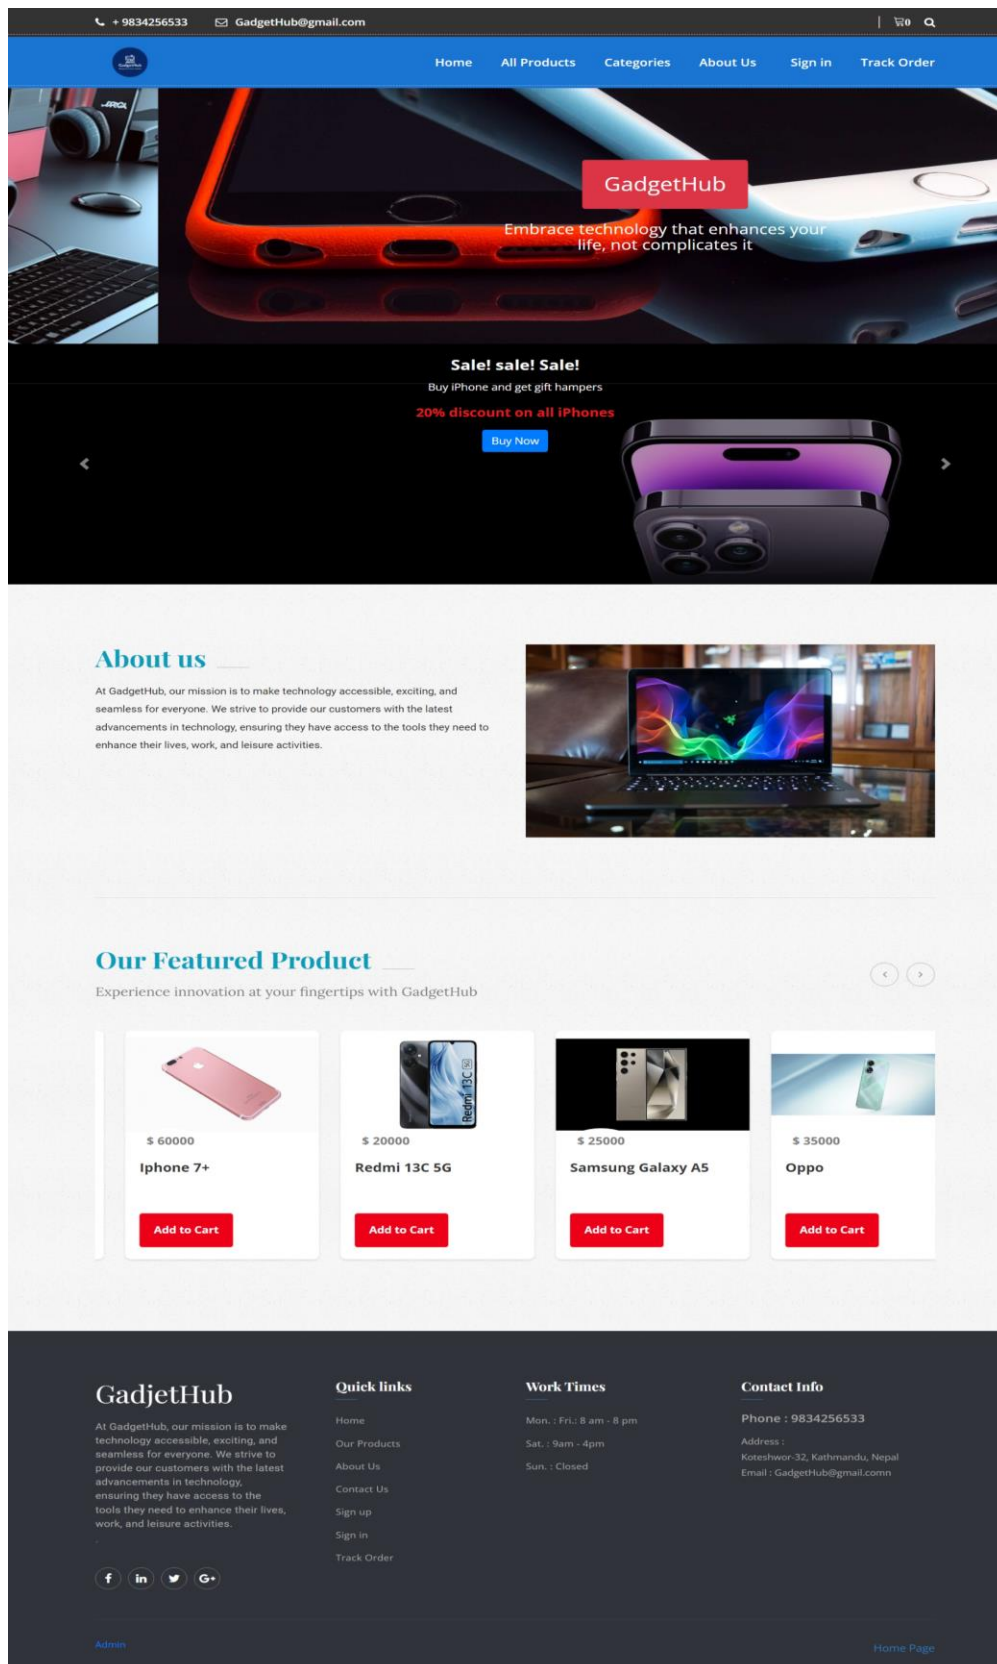 + 9834256533 GadgetHub@gmail.com 0
GadgetHub
Home All Products Categories About Us Sign in Track Order
GadgetHub
Embrace technology that enhances your
life, not complicates it
Sale! sale! Sale!
Buy iPhone and get gift hampers
20% discount on all iPhones
Buy Now
About us
At GadgetHub, our mission is to make technology accessible, exciting, and
seamless for everyone. We strive to provide our customers with the latest
advancements in technology, ensuring they have access to the tools they need to
enhance their lives, work, and leisure activities.
Our Featured Product
Experience innovation at your fingertips with GadgetHub
Redmi 13C 5G
$ 60000
Iphone 7+
Add to Cart
$ 20000
Redmi 13C 5G
Add to Cart
$ 25000
Samsung Galaxy A5
Add to Cart
$ 35000
Oppo
Add to Cart
GadjetHub
At GadgetHub, our mission is to make
technology accessible, exciting, and
seamless for everyone. We strive to
provide our customers with the latest
advancements in technology,
ensuring they have access to the
tools they need to enhance their lives,
work, and leisure activities.
.
f in G+
Quick links
Home
Our Products
About Us
Contact Us
Sign up
Sign in
Track Order
Work Times
Mon. : Fri.: 8 am - 8 pm
Sat. : 9am - 4pm
Sun. : Closed
Contact Info
Phone : 9834256533
Address :
Koteshwor-32, Kathmandu, Nepal
Email : GadgetHub@gmail.comn
Admin
Home Page